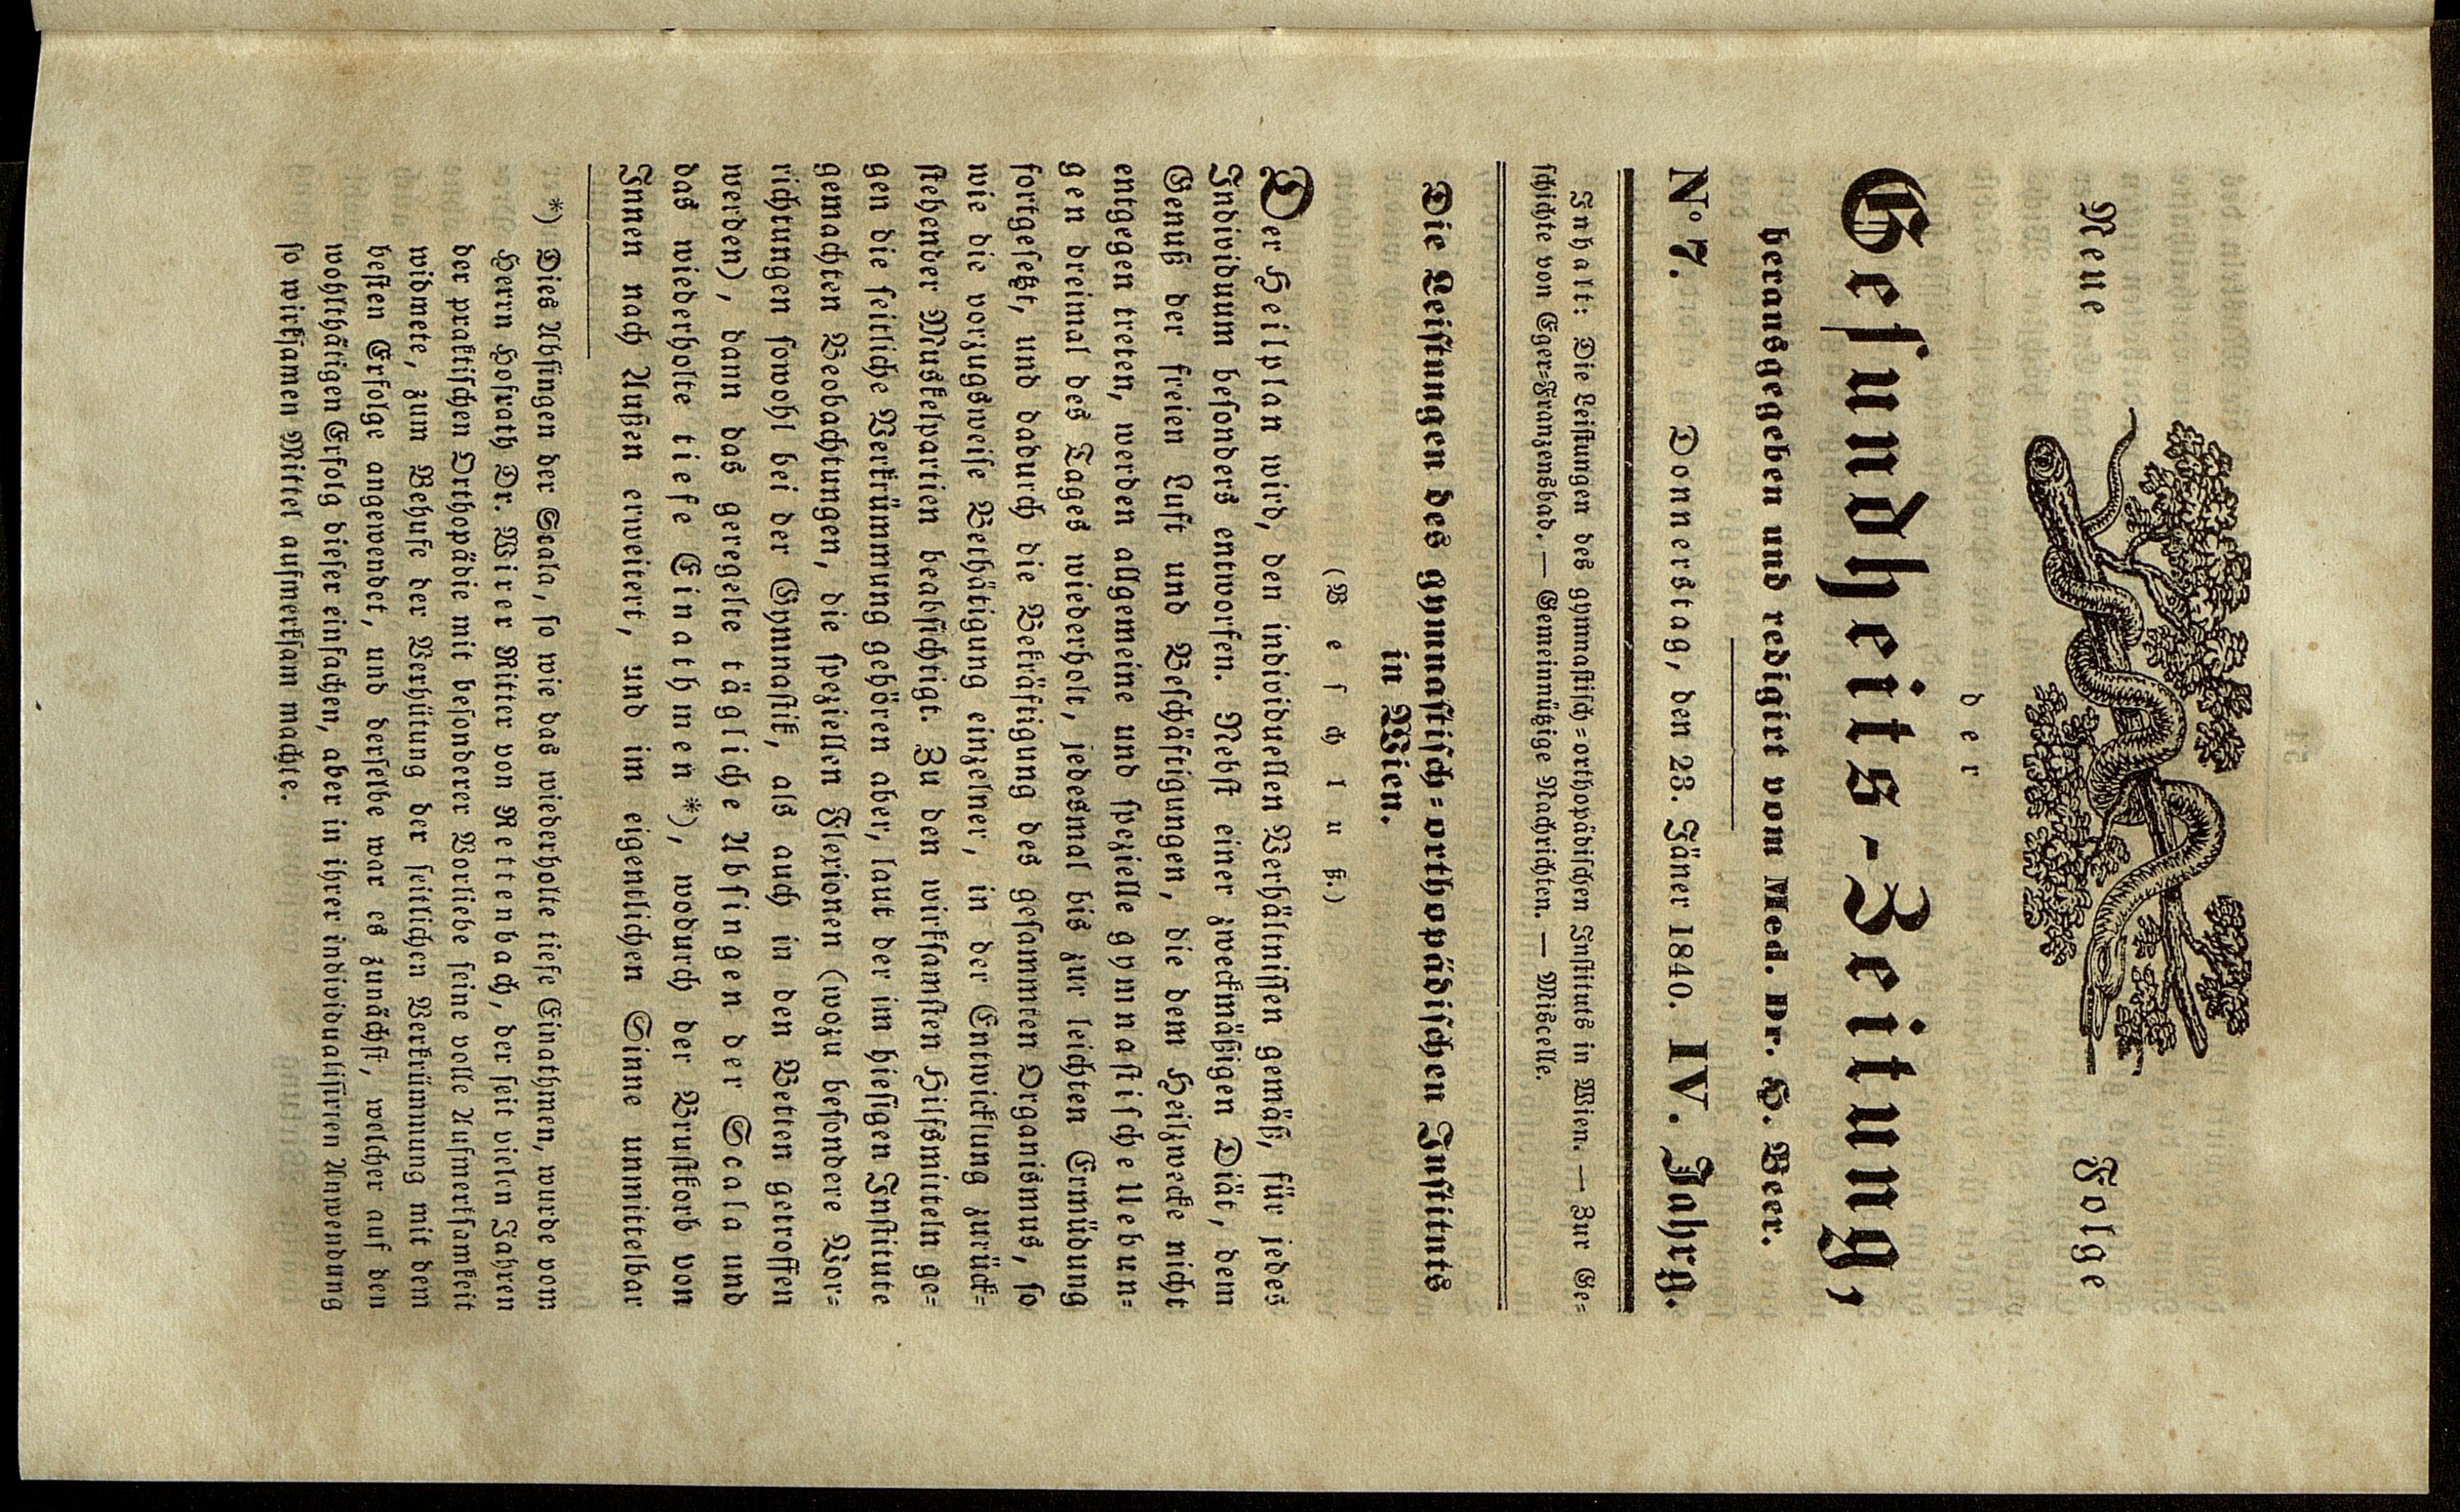 Neue Folge
der
Gesundheits-Zeitung,
herausgegeben und redigirt vom Med. Dr. H. Beer.
No 7. Donnerstag, den 23. Jäner 1840. IV. Jahrg.
Inhalt: Die Leistungen des gymnastisch-orthopädischen Instituts in Wien. — Zur Ge-
schichte von Eger-Franzensbad. — Gemeinnützige Nachrichten. — Miscelle.
Die Leistungen des gymnastisch-orthopädischen Instituts
in Wien.
(Beschluß.)
Der Heilplan wird, den individuellen Verhältnissen gemäß, für jedes
Individuum besonders entworfen. Nebst einer zweckmäßigen Diät, dem
Genuß der freien Luft und Beschäftigungen, die dem Heilzwecke nicht
entgegen treten, werden allgemeine und spezielle gymnastische Uebun-
gen dreimal des Tages wiederholt, jedesmal bis zur leichten Ermüdung
fortgesetzt, und dadurch die Bekräftigung des gesammten Organismus, so
wie die vorzugsweise Bethätigung einzelner, in der Entwicklung zurück-
stehender Muskelpartien beabsichtigt. Zu den wirksamsten Hilfsmitteln ge-
gen die seitliche Verkrümmung gehören aber, laut der im hiesigen Institute
gemachten Beobachtungen, die speziellen Flexionen (wozu besondere Vor-
richtungen sowohl bei der Gymnastik, als auch in den Betten getroffen
werden), dann das geregelte tägliche Absingen der Scala und
das wiederholte tiefe Einathmen *), wodurch der Brustkorb von
Innen nach Außen erweitert, und im eigentlichen Sinne unmittelbar
*) Dies Absingen der Scala, so wie das wiederholte tiefe Einathmen, wurde vom
Herrn Hofrath Dr. Wirer Ritter von Rettenbach, der seit vielen Jahren
der praktischen Orthopädie mit besonderer Vorliebe seine volle Aufmerksamkeit
widmete, zum Behufe der Verhütung der seitlichen Verkrümmung mit dem
besten Erfolge angewendet, und derselbe war es zunächst, welcher auf den
wohlthätigen Erfolg dieser einfachen, aber in ihrer individualisirten Anwendung
so wirksamen Mittel aufmerksam machte.